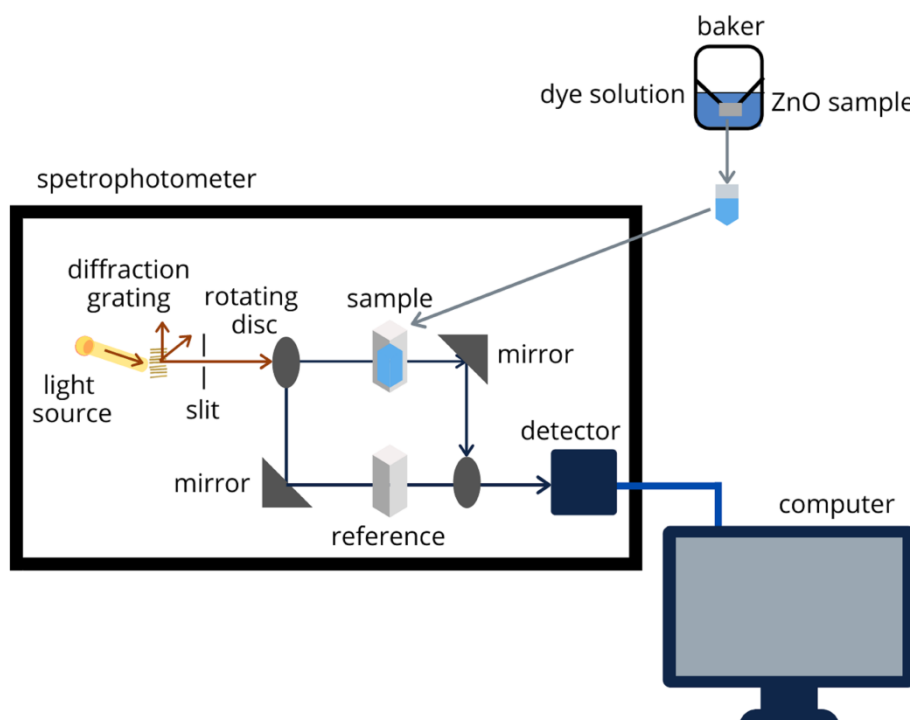 baker
dye solution
ZnO sample
spetrophotometer
diffraction
grating
rotating
disc
sample
mirror
light
source
slit
detector
mirror
reference
computer